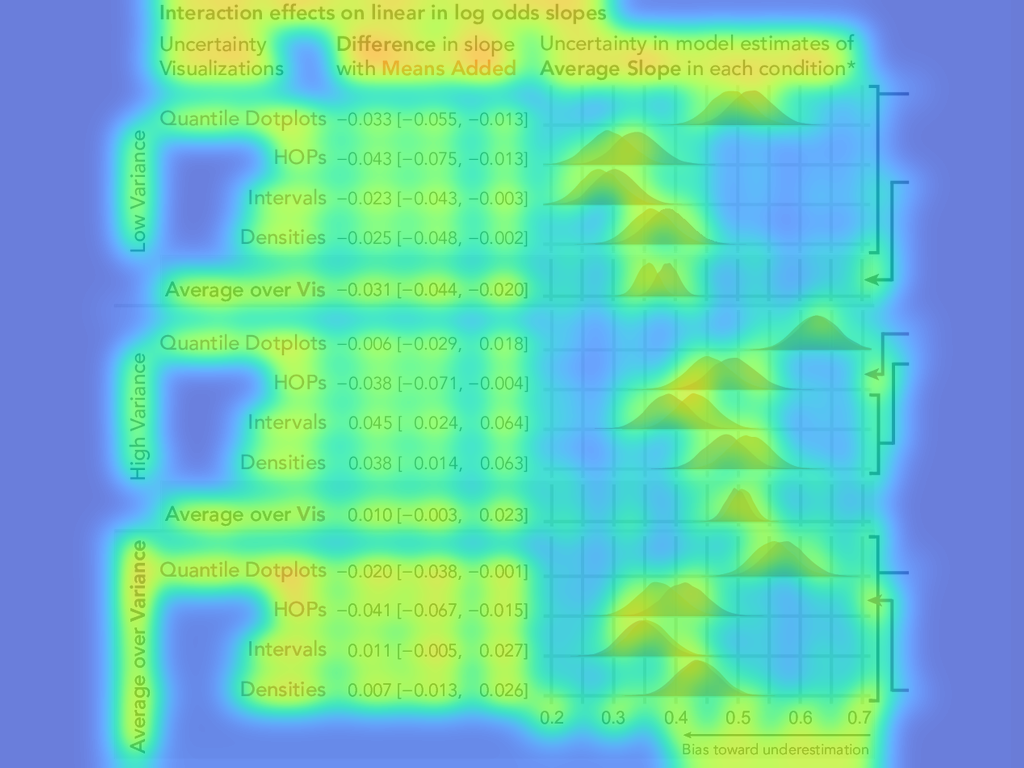 Interaction effects on linear in log odds slopes
Uncertainty Visualizations
Difference in slope with Means Added
Uncertainty in model estimates of Average Slope in each condition*
Low Variance
Quantile Dotplots −0.033 [−0.055, −0.013]
HOPs −0.043 [−0.075, −0.013]
Intervals −0.023 [−0.043, −0.003]
Densities −0.025 [−0.048, −0.002]
Average over Vis −0.031 [−0.044, −0.020]
High Variance
Quantile Dotplots −0.006 [−0.029, 0.018]
HOPs −0.038 [−0.071, −0.004]
Intervals 0.045 [ 0.024, 0.064]
Densities 0.038 [ 0.014, 0.063]
Average over Vis 0.010 [−0.003, 0.023]
Average over Variance
Quantile Dotplots −0.020 [−0.038, −0.001]
HOPs −0.041 [−0.067, −0.015]
Intervals 0.011 [−0.005, 0.027]
Densities 0.007 [−0.013, 0.026]
0.2 0.3 0.4 0.5 0.6 0.7
Bias toward underestimation